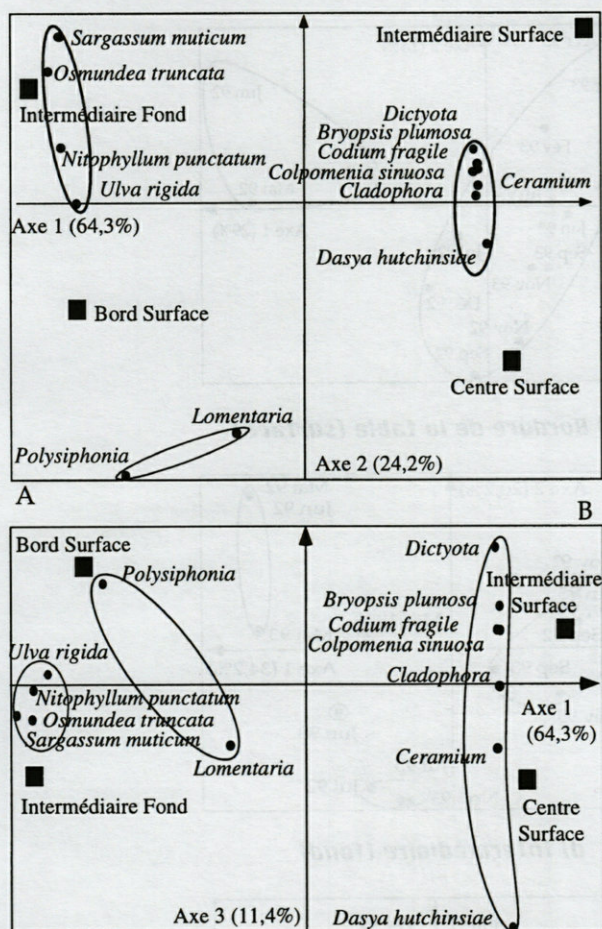 Sargassum muticum
Intermédiaire Surface
Osmundea truncata
Intermédiaire Fond
Dictyota
Bryopsis plumosa
Nitophyllum punctatum
Codium fragile
Colpomenia sinuosa
Ceramium
Ulva rigida
Cladophora
Axe 1 (64,3%)
Dasya hutchinsiae
Bord Surface
Centre Surface
Lomentaria
Polysiphonia
Axe 2 (24,2%)
A
B
Bord Surface
Dictyota
Polysiphonia
Intermédiaire
Surface
Bryopsis plumosa
Codium fragile
Ulva rigida
Colpomenia sinuosa
Nitophyllum punctatum
Cladophora
Osmundea truncata
Axe 1
(64,3%)
Sargassum muticum
Ceramium
Lomentaria
Intermédiaire Fond
Centre
Surface
Axe 3 (11,4%)
Dasya hutchinsiae